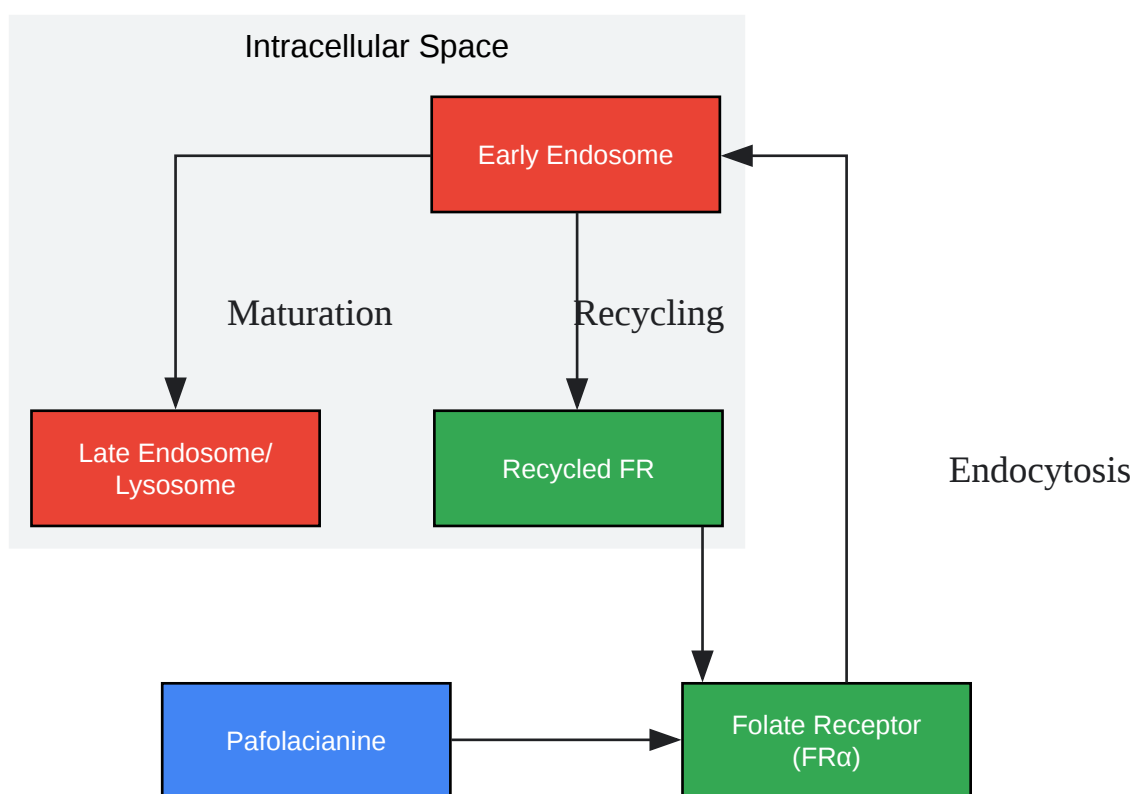 Intracellular Space
Early Endosome
Maturation
Recycling
Late Endosome/
Lysosome
Recycled FR
Endocytosis
Pafolacianine
Folate Receptor
(FRα)